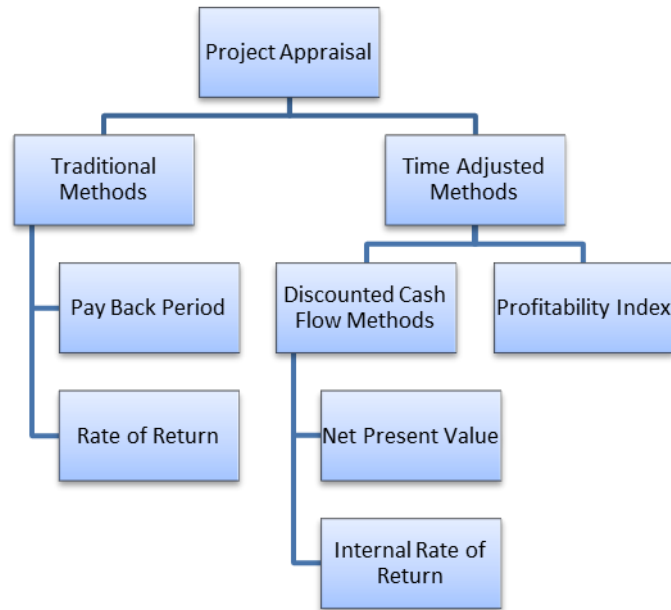 Project Appraisal
Traditional
Methods
Time Adjusted
Methods
Pay Back Period
Discounted Cash
Flow Methods
Profitability Index
Rate of Return
Net Present Value
Internal Rate of
Return